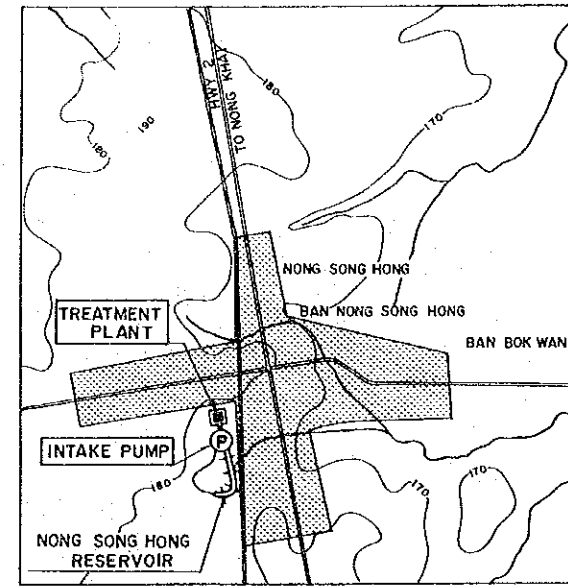 HWY 2
TO NONG KHAI
180
170
190
180
170
NONG SONG HONG
BAN NONG SONG HONG
BAN BOK WAN
TREATMENT
PLANT
P
INTAKE PUMP
180
170
170
NONG SONG HONG
RESERVOIR